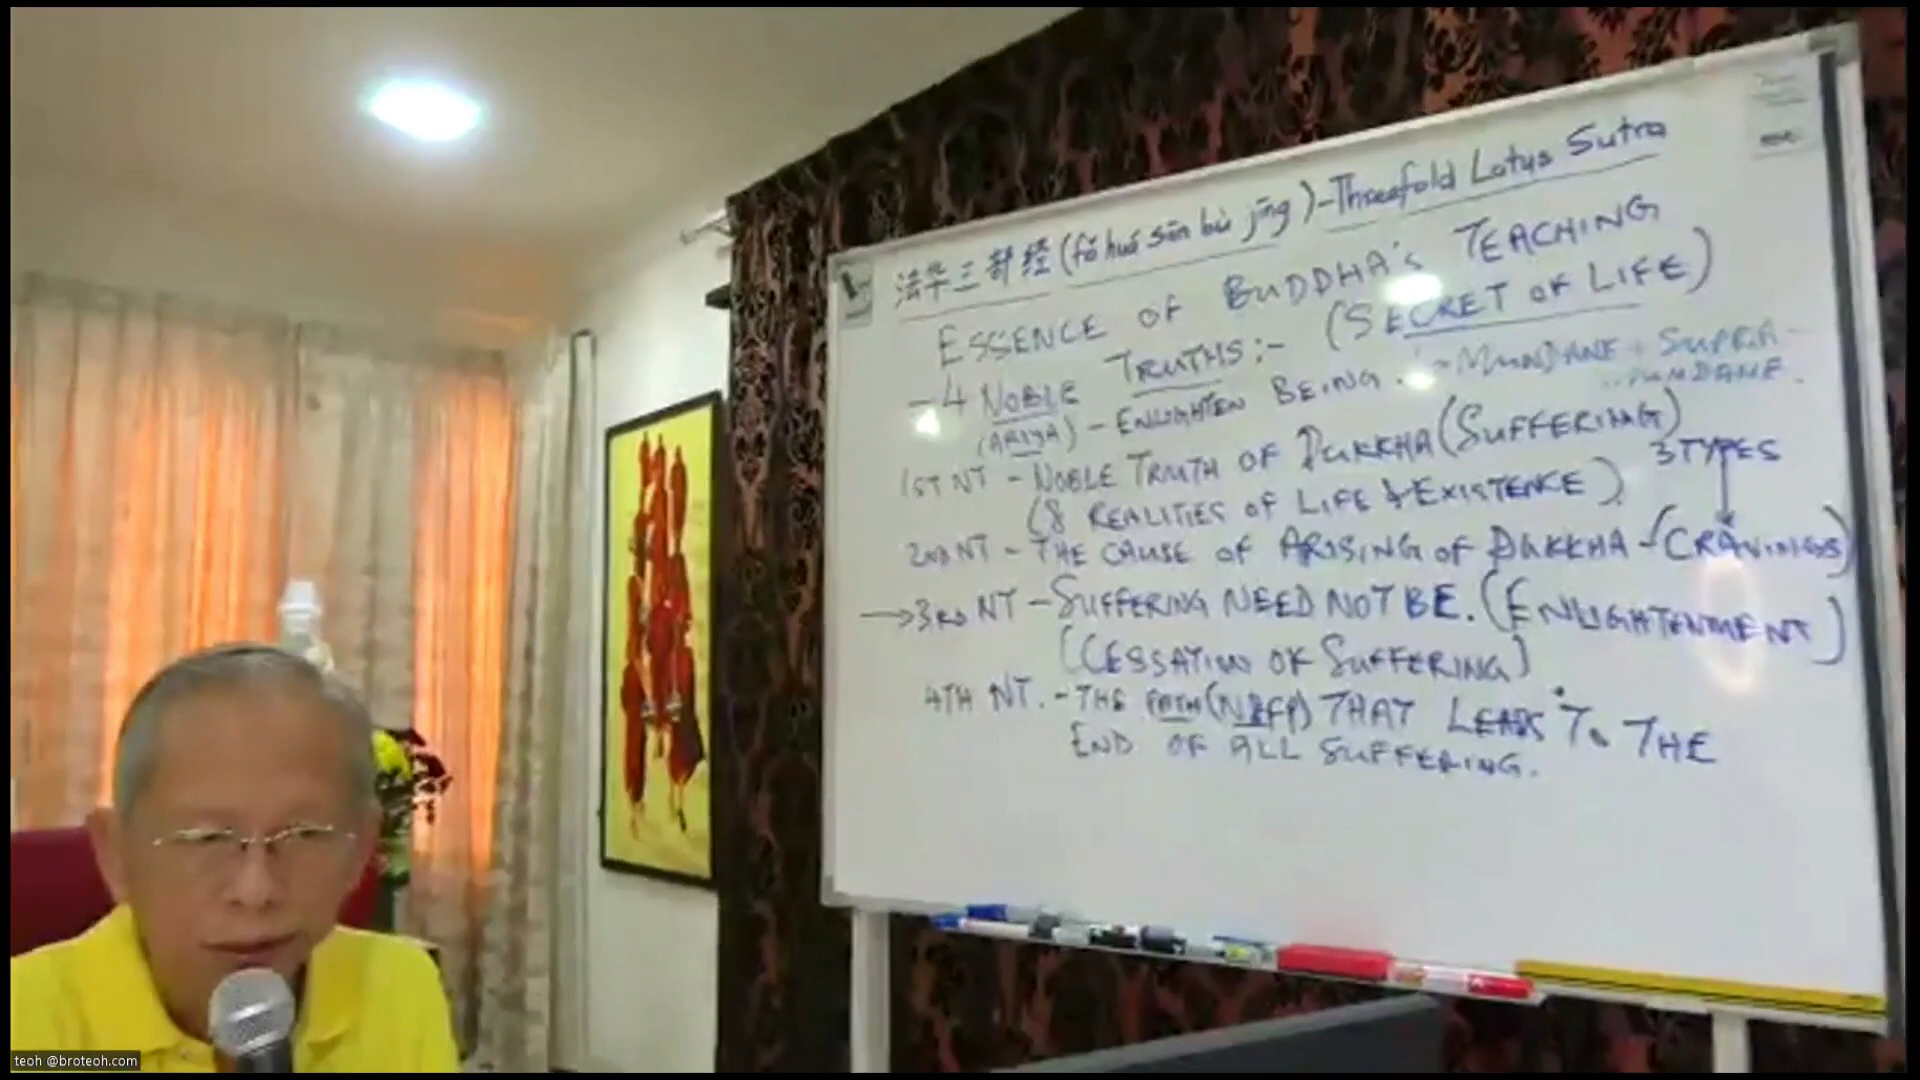 法华三部经 (fǎ huá sān bù jīng) - Threefold Lotus Sutra
ESSENCE OF BUDDHA'S TEACHING
- 4 NOBLE TRUTHS:- (SECRET OF LIFE)
(ARIYA) - ENLIGHTEN BEING. :- MUNDANE + SUPRA-
MUNDANE.
1ST NT - NOBLE TRUTH OF DUKKHA (SUFFERING)
(8 REALITIES OF LIFE & EXISTENCE) 3 TYPES
2ND NT - THE CAUSE OF ARISING OF DUKKHA - (CRAVINGS)
→ 3RD NT - SUFFERING NEED NOT BE. (ENLIGHTENMENT)
(CESSATION OF SUFFERING)
4TH NT. - THE PATH (N8FP) THAT LEADS TO THE
END OF ALL SUFFERING.
teoh @broteoh.com